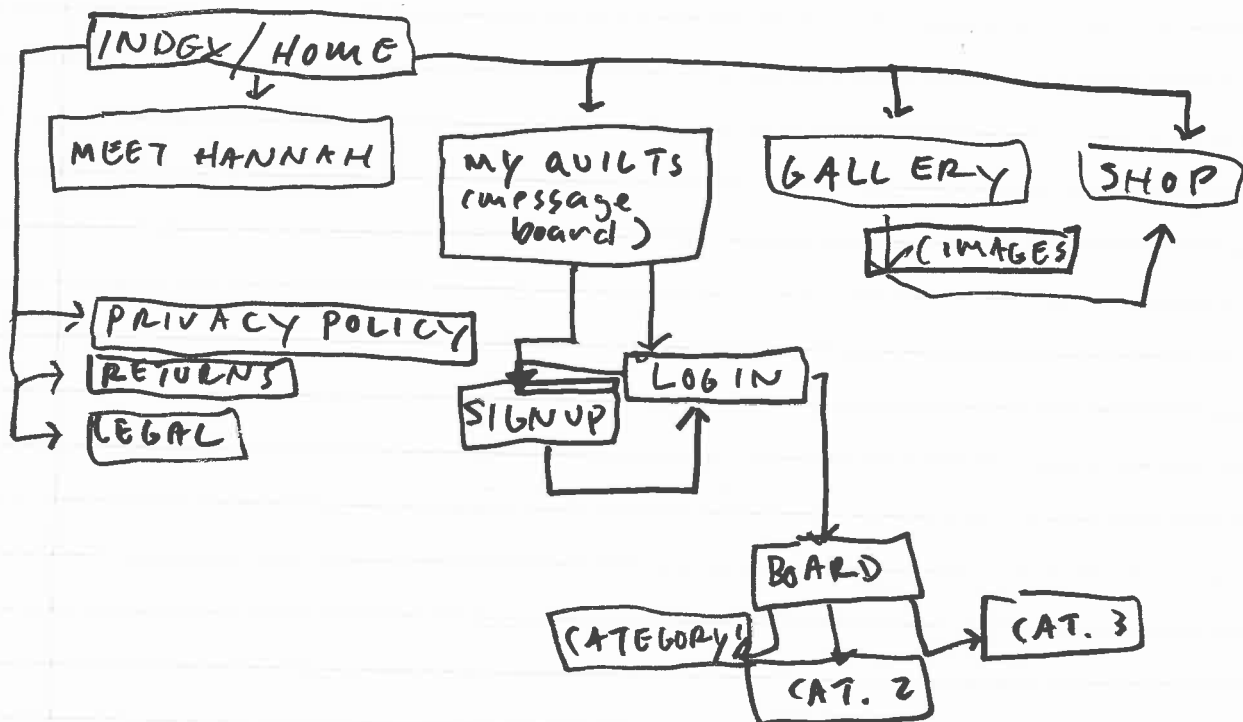 INDEX / HOME
MEET HANNAH
MY QUILTS
(message
board)
GALLERY
SHOP
(IMAGES
PRIVACY POLICY
RETURNS
LEGAL
LOGIN
SIGNUP
BOARD
CATEGORY 1
CAT. 2
CAT. 3